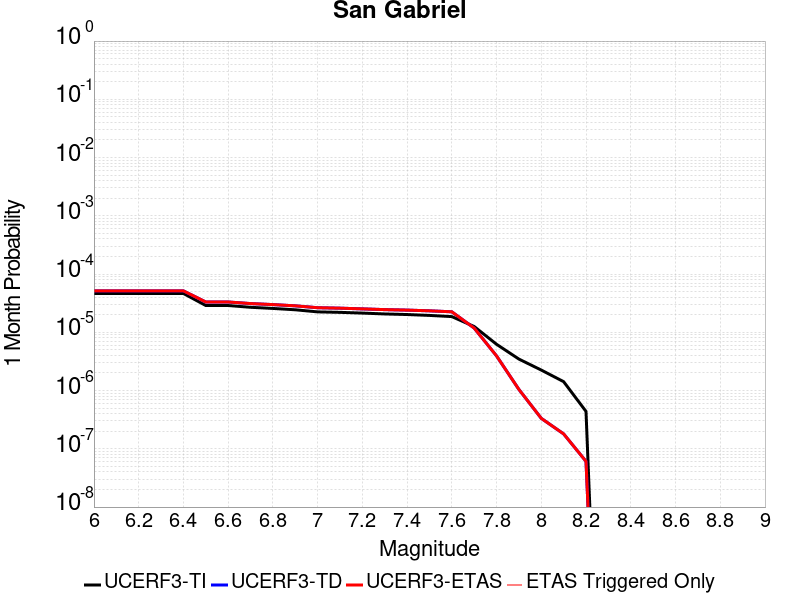 San Gabriel
10 0
10 -1
10 -2
10 -3
10 -4
10 -5
10 -6
10 -7
10 -8
1 Month Probability
6 6.2 6.4 6.6 6.8 7 7.2 7.4 7.6 7.8 8 8.2 8.4 8.6 8.8 9
Magnitude
UCERF3-TI UCERF3-TD UCERF3-ETAS ETAS Triggered Only